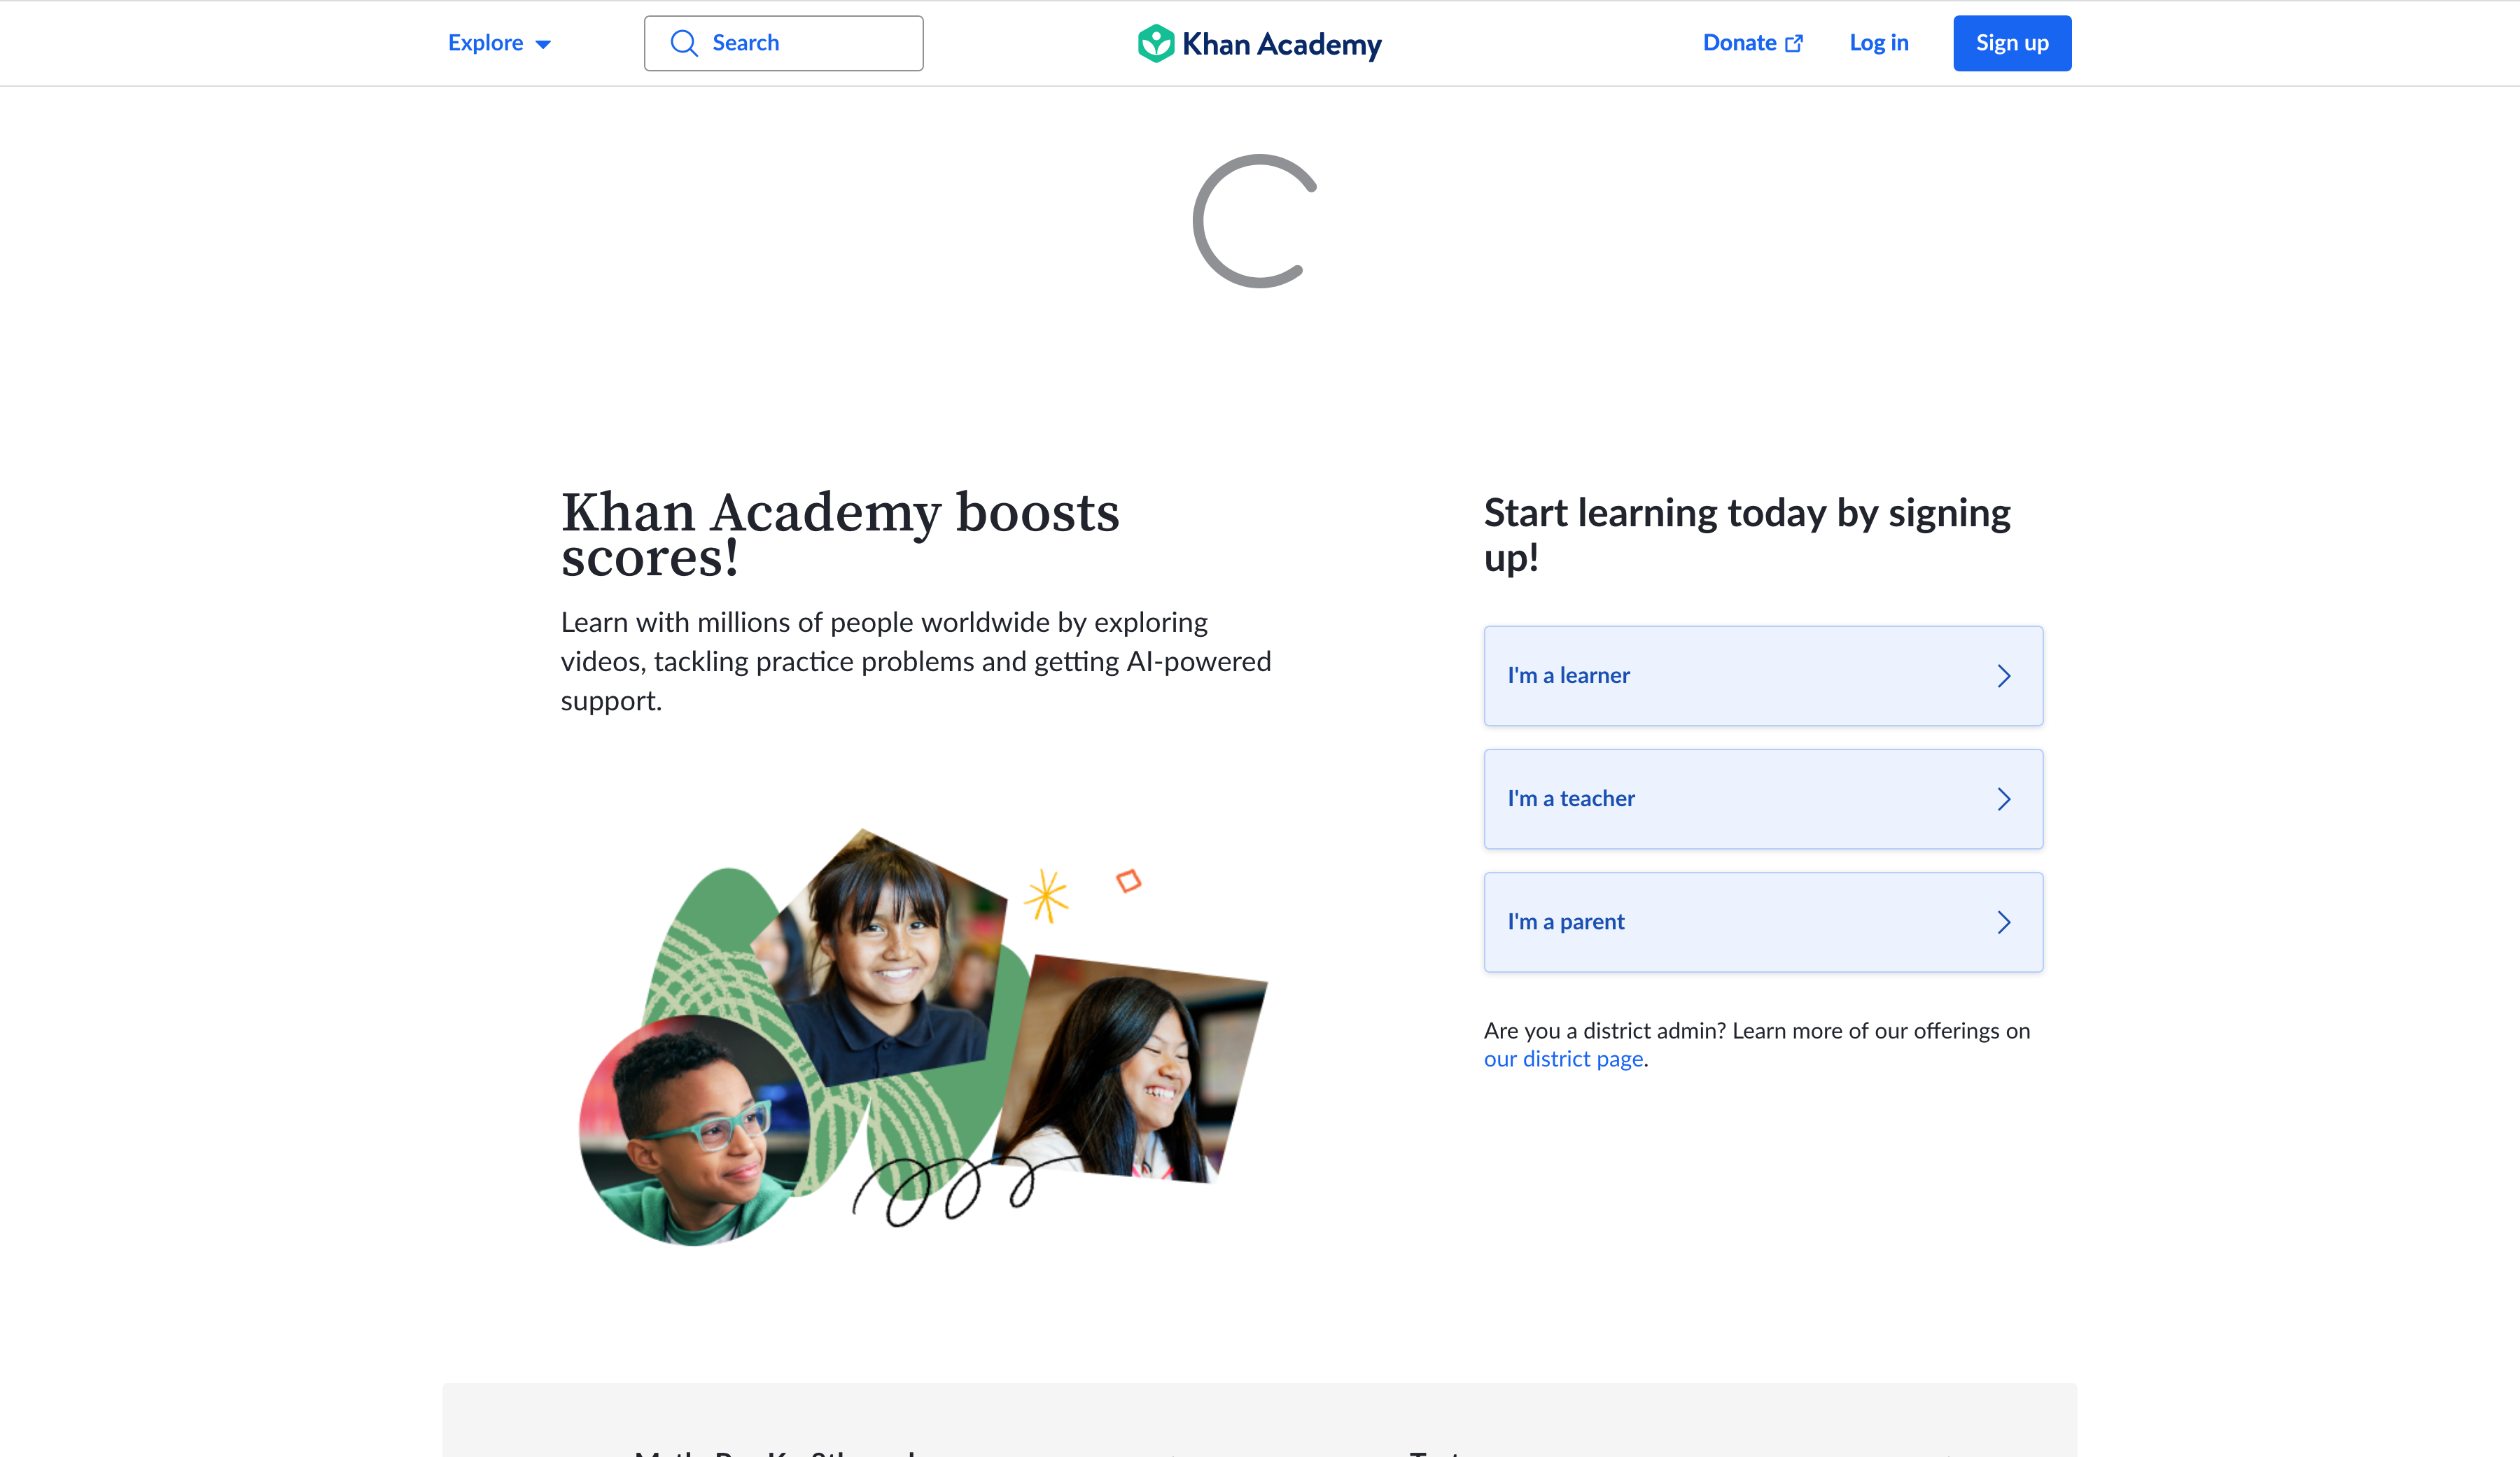 Explore
Search
Khan Academy
Donate
Log in
Sign up
Khan Academy boosts
scores!
Learn with millions of people worldwide by exploring
videos, tackling practice problems and getting AI-powered
support.
Start learning today by signing
up!
I'm a learner
I'm a teacher
I'm a parent
Are you a district admin? Learn more of our offerings on
our district page.